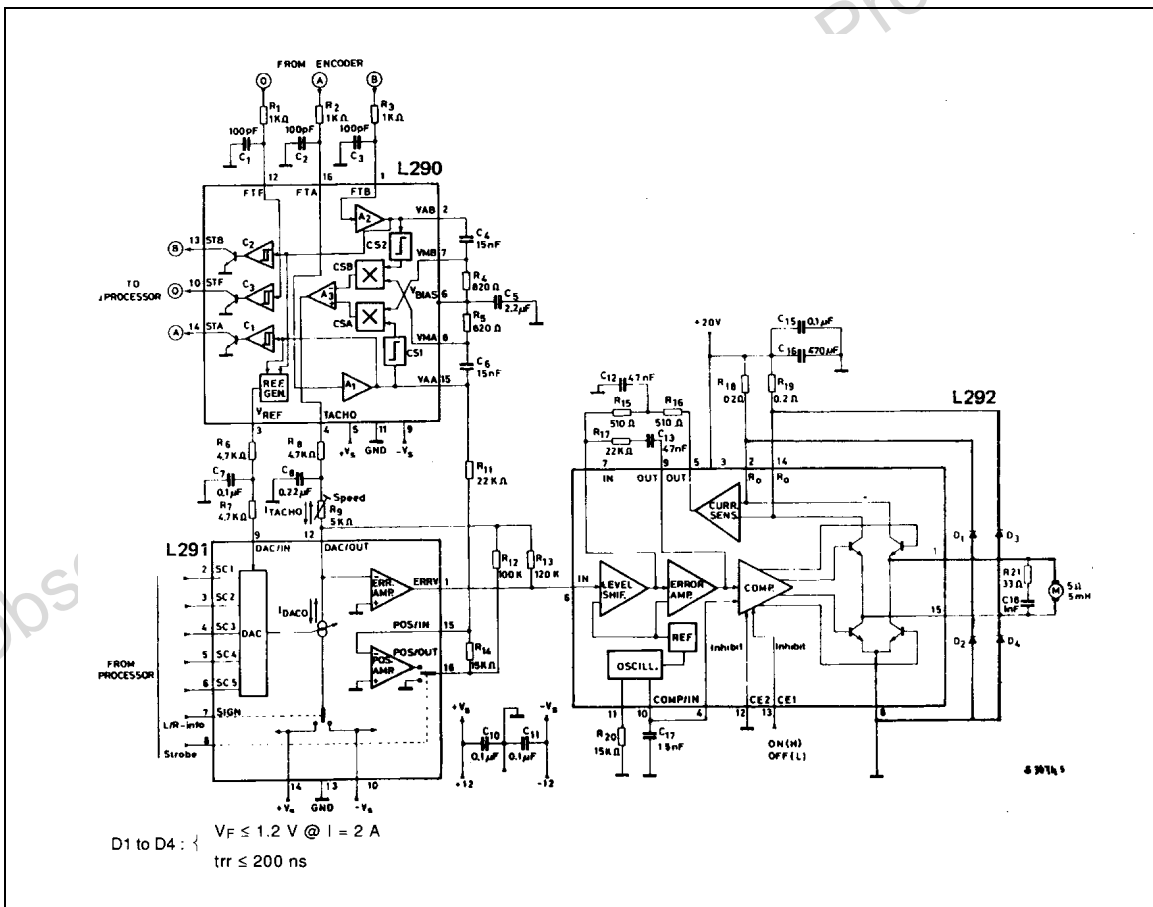 Pro
Obs
FROM ENCODER
O A B
R1 1KΩ
R2 1KΩ
R3 1KΩ
100pF C1
100pF C2
100pF C3
L290
12 16 1
FTF FTA FTB
A2
VAB 2
C4 15nF
CS2
VMB 7
B 13 STB C2
CSB
R4 820Ω
TO
PROCESSOR
O 10 STF C3
A3
VBIAS 6
C5 2.2µF
CSA
R5 820Ω
A 14 STA C1
VMA 8
CS1
C6 15nF
REF. GEN.
A1
VAA 15
VREF TACHO
3 4 5 11 9
+Vs GND -Vs
R6 4.7KΩ
R8 4.7KΩ
C7 0.1µF
C8 0.22µF
R7 4.7KΩ
ITACHO
Speed
R9 5KΩ
R11 22KΩ
9 12
DAC/IN DAC/OUT
L291
R12 100K
R13 120K
2 SC1
3 SC2
4 SC3
5 SC4
6 SC5
DAC
IDACO
ERR. AMP.
ERRV 1
POS/IN 15
POS. AMP.
POS/OUT 16
R14 15KΩ
FROM
PROCESSOR
7 SIGN
L/R-info
8
Strobe
14 13 10
+Vs GND -Vs
+Vs -Vs
C10 0.1µF
C11 0.1µF
+12 -12
+20V
C15 0.1µF
C16 470µF
C12 47nF
R15 510Ω
R16 510Ω
R17 22KΩ
C13 47nF
R18 0.2Ω
R19 0.2Ω
L292
7 9 5 3 2 14
IN OUT OUT R0 R0
CURR. SENS.
IN
6
LEVEL SHIF.
ERROR AMP.
COMP.
REF
OSCILL.
Inhibit Inhibit
COMP/IN CE2 CE1
11 10 4 12 13 8
R20 15KΩ
C17 1.5nF
ON(H)
OFF(L)
D1 D3
D2 D4
1
15
R21 33Ω
C18 1nF
M 5Ω 5mH
D1 to D4 : { VF ≤ 1.2 V @ I = 2 A
trr ≤ 200 ns